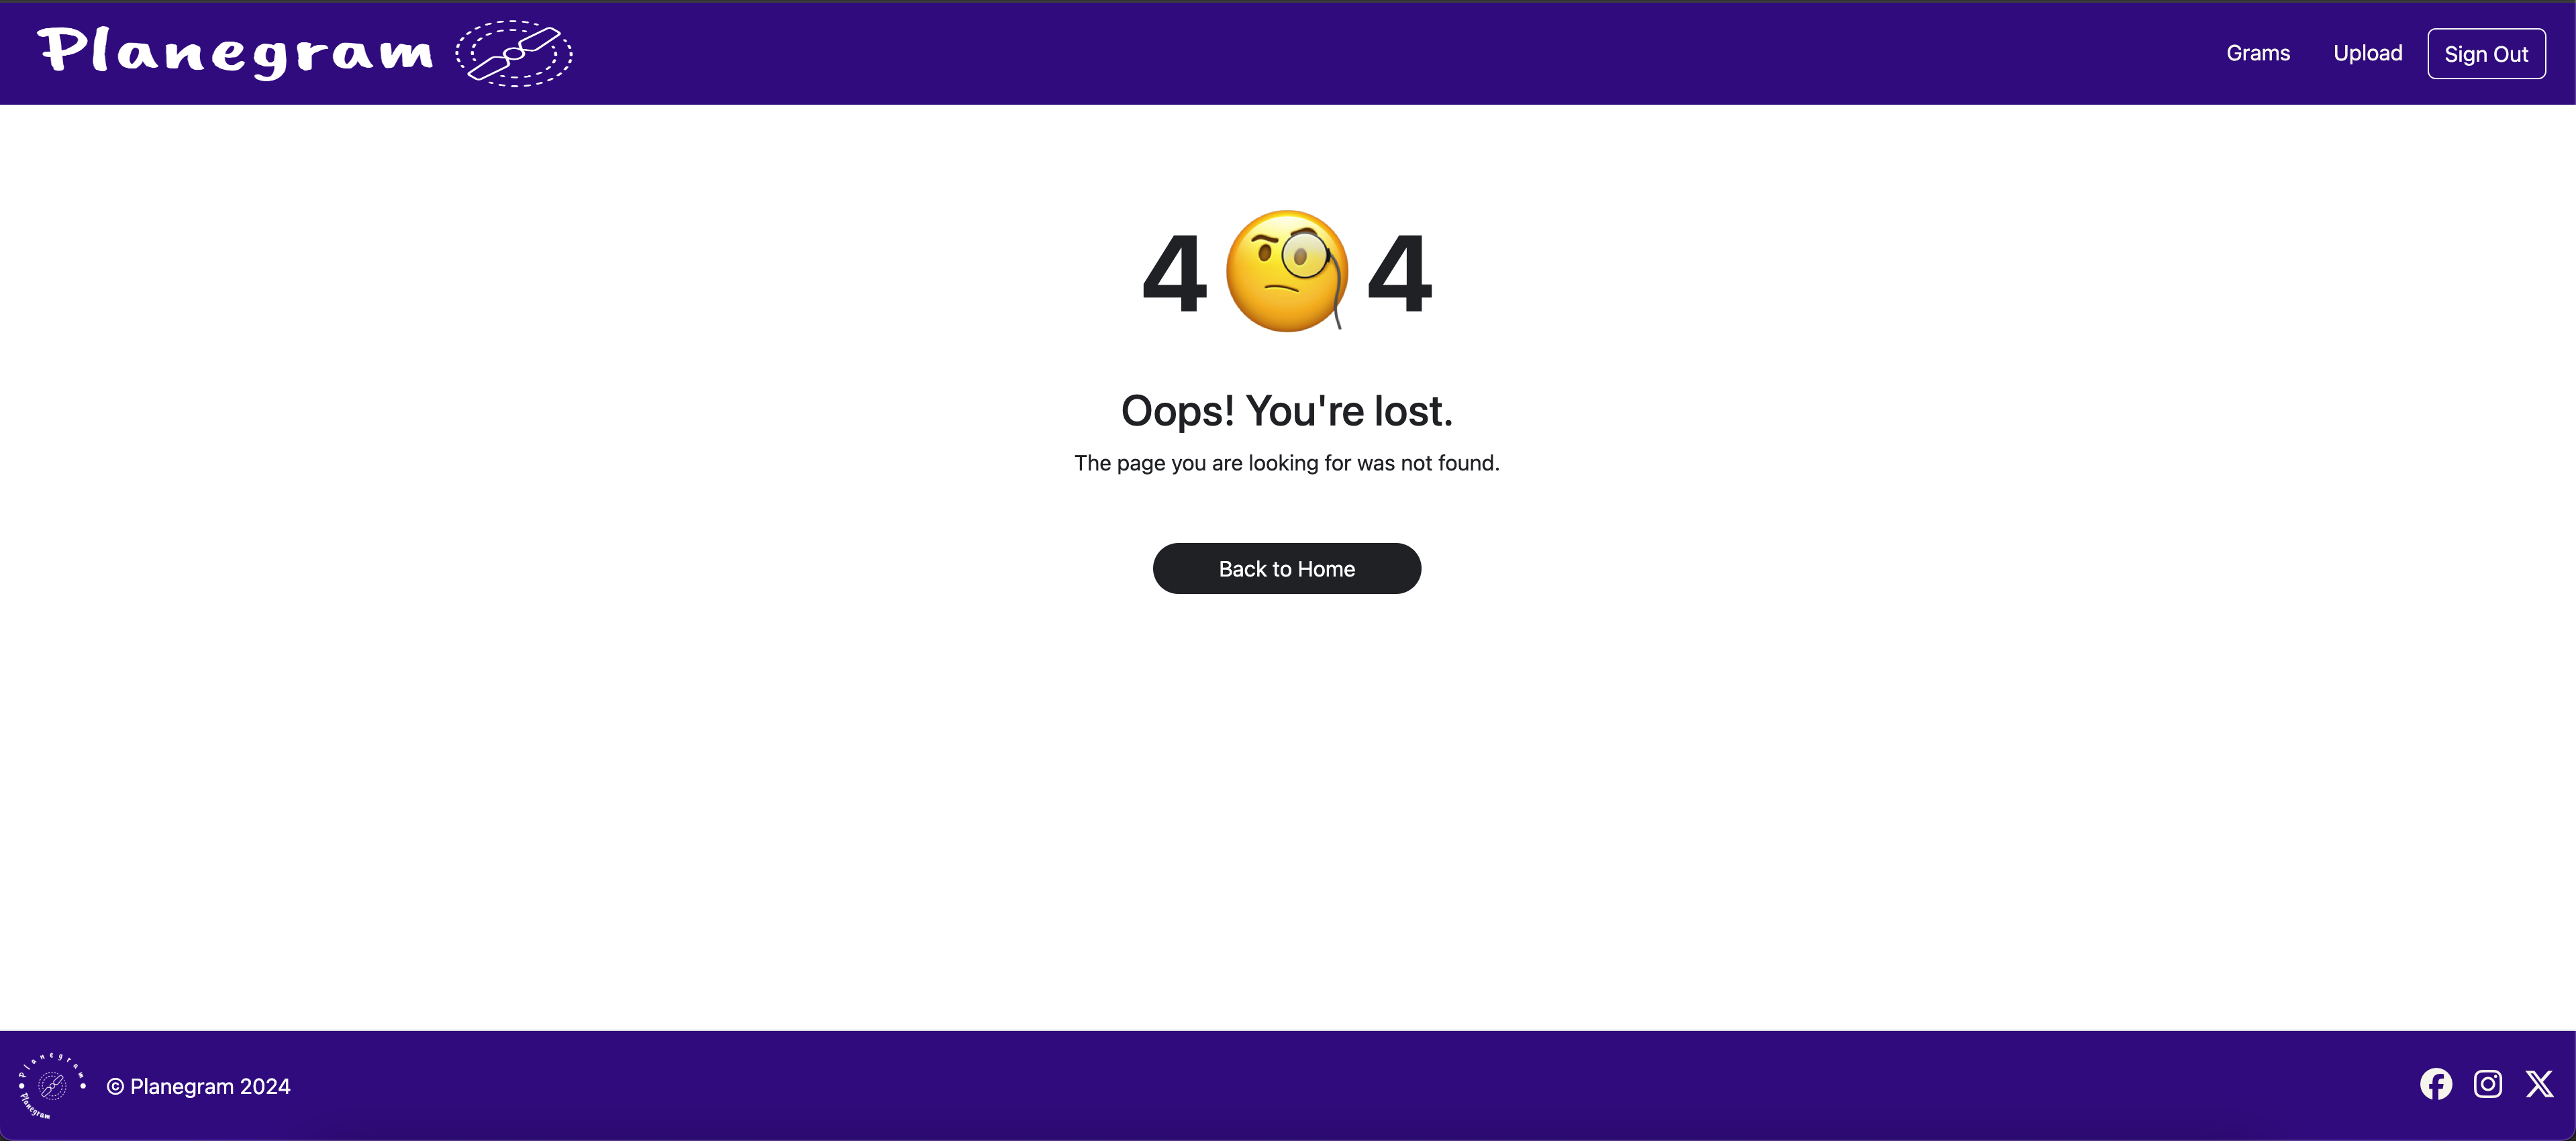 Planegram
Grams
Upload
Sign Out
4🧐4
Oops! You're lost.
The page you are looking for was not found.
Back to Home
Planegram
Planegram
© Planegram 2024